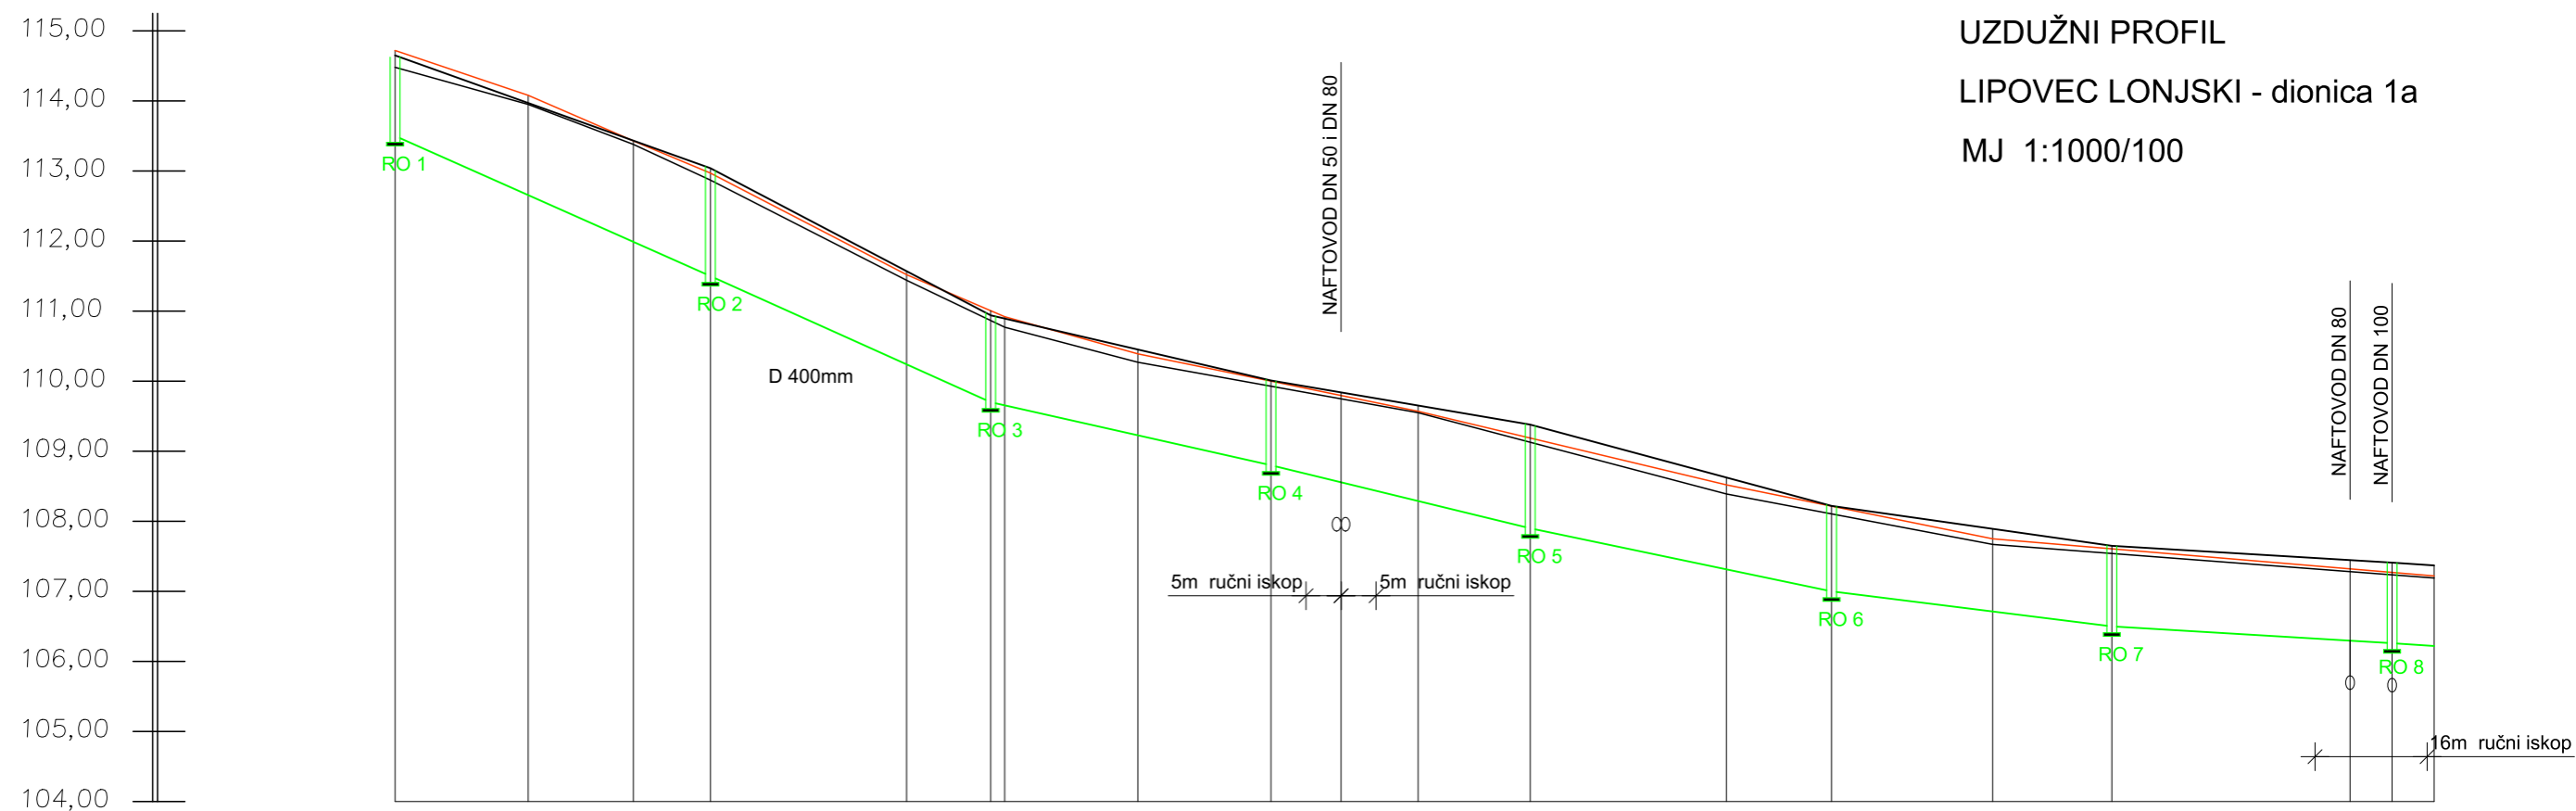 UZDUŽNI PROFIL
LIPOVEC LONJSKI - dionica 1a
MJ 1:1000/100
115,00
114,00
113,00
112,00
111,00
110,00
109,00
108,00
107,00
106,00
105,00
104,00
RO 1
RO 2
D 400mm
RO 3
RO 4
NAFTOVOD DN 50 i DN 80
5m ručni iskop
5m ručni iskop
RO 5
RO 6
RO 7
NAFTOVOD DN 80
NAFTOVOD DN 100
RO 8
16m ručni iskop